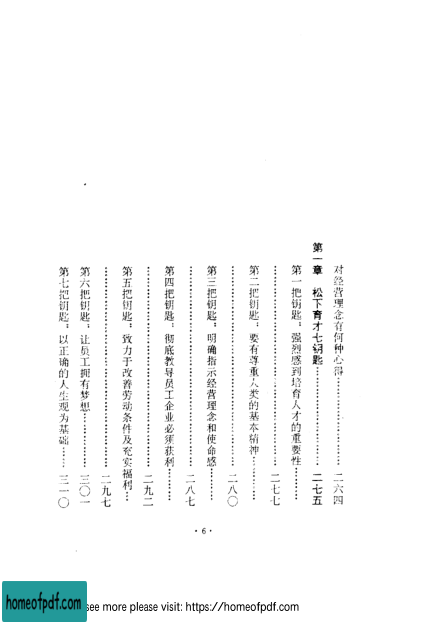 对经营理念有何种心得…………………二六四
第一章 松下育才七钥匙…………………二七五
第一把钥匙，强烈感到培育人才的重要性……
……………………………………二七七
第二把钥匙，要有尊重人类的基本精神………
……………………………………二八〇
第三把钥匙，明确指示经营理念和使命感……
……………………………………二八七
第四把钥匙，彻底教导员工企业必须获利……
……………………………………二九二
第五把钥匙，致力于改善劳动条件及充实福利…
……………………………………二九七
第六把钥匙，让员工拥有梦想…………三〇一
第七把钥匙，以正确的人生观为基础……三一〇
· 6 ·
homeofpdf.com
see more please visit: https://homeofpdf.com